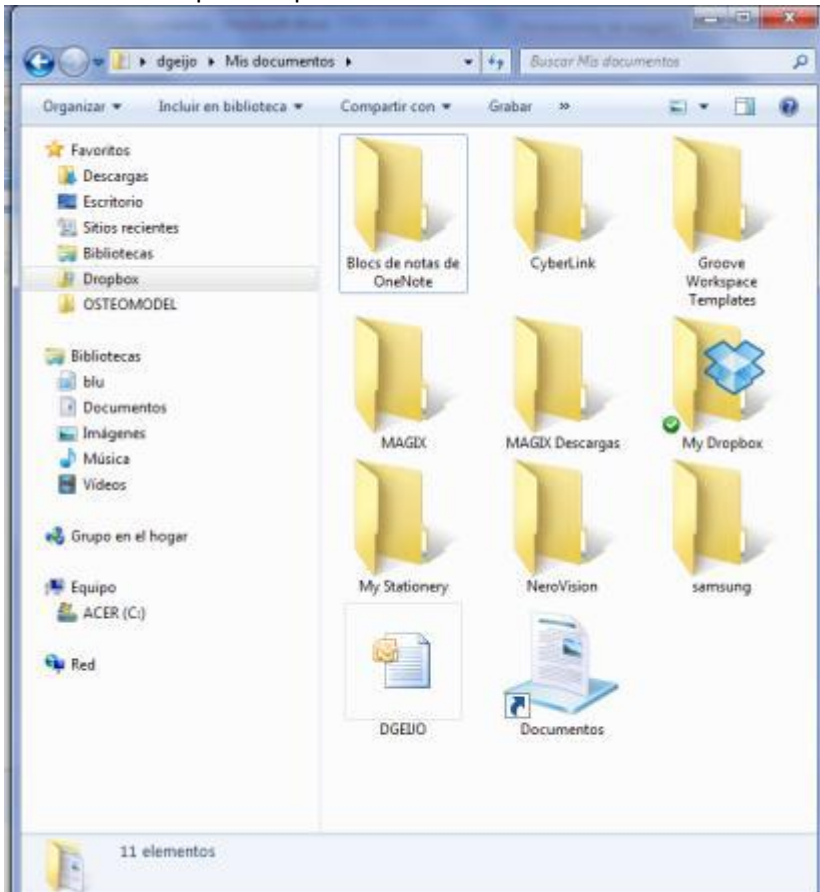 dgeijo Mis documentos
Buscar Mis documentos
Organizar Incluir en biblioteca Compartir con Grabar »
Favoritos
Descargas
Escritorio
Sitios recientes
Bibliotecas
Dropbox
OSTEOMODEL
Bibliotecas
blu
Documentos
Imágenes
Música
Vídeos
Grupo en el hogar
Equipo
ACER (C:)
Red
Blocs de notas de
OneNote
CyberLink
Groove
Workspace
Templates
MAGIX
MAGIX Descargas
My Dropbox
My Stationery
NeroVision
samsung
DGEIJO
Documentos
11 elementos